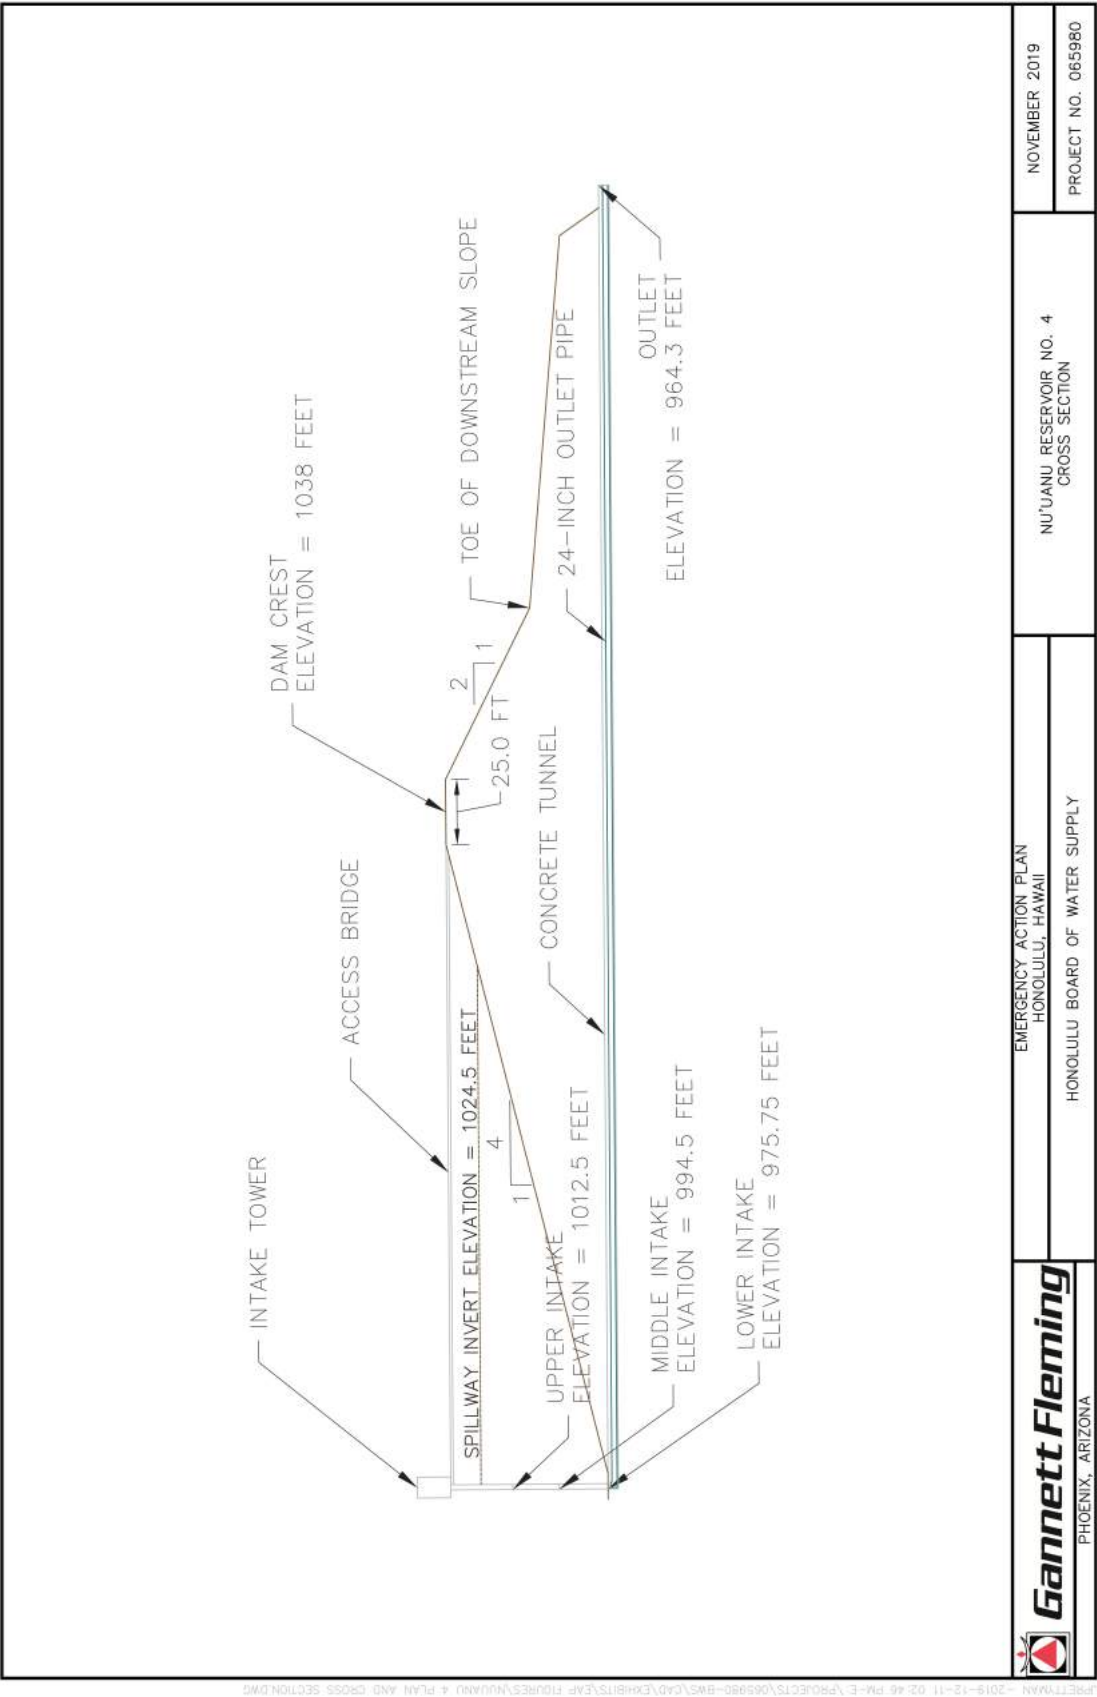 INTAKE TOWER
ACCESS BRIDGE
DAM CREST
ELEVATION = 1038 FEET
SPILLWAY INVERT ELEVATION = 1024.5 FEET
4
1
25.0 FT
2
1
TOE OF DOWNSTREAM SLOPE
UPPER INTAKE
ELEVATION = 1012.5 FEET
CONCRETE TUNNEL
24-INCH OUTLET PIPE
MIDDLE INTAKE
ELEVATION = 994.5 FEET
OUTLET
ELEVATION = 964.3 FEET
LOWER INTAKE
ELEVATION = 975.75 FEET
Gannett Fleming
PHOENIX, ARIZONA
EMERGENCY ACTION PLAN
HONOLULU, HAWAII
HONOLULU BOARD OF WATER SUPPLY
NU'UANU RESERVOIR NO. 4
CROSS SECTION
NOVEMBER 2019
PROJECT NO. 065980